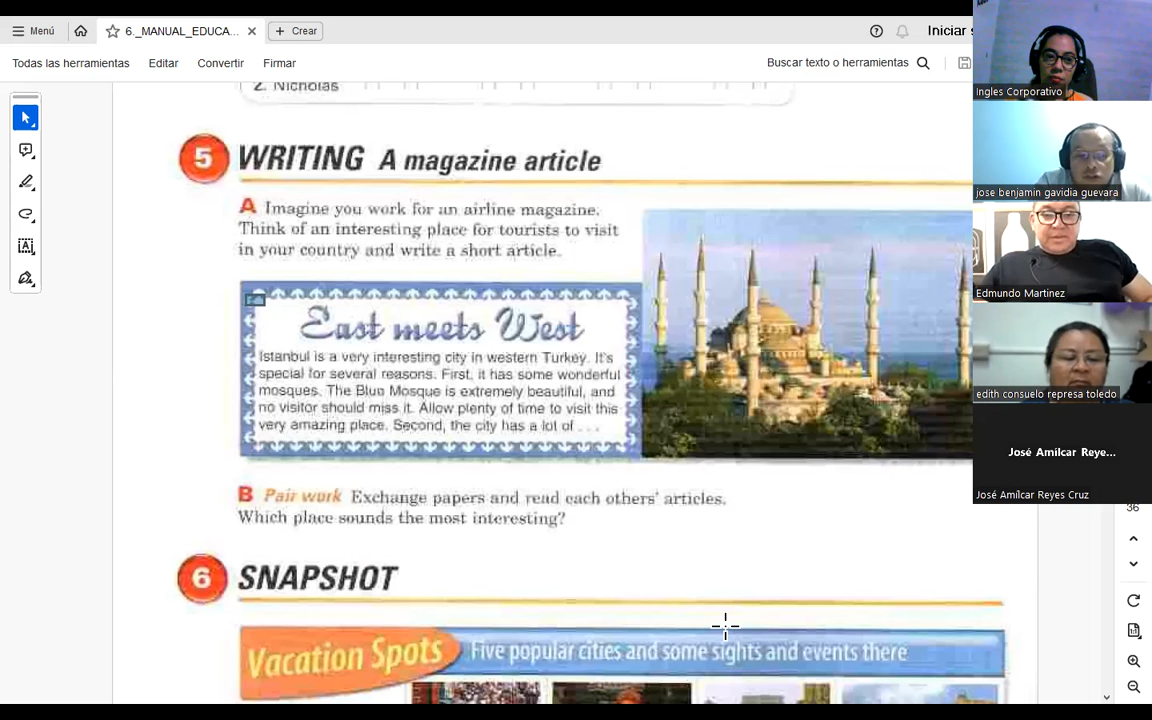 Menú
6._MANUAL_EDUCA...
Crear
Iniciar s
Todas las herramientas
Editar
Convertir
Firmar
Buscar texto o herramientas
2. Nicholas
5 WRITING A magazine article
A Imagine you work for an airline magazine.
Think of an interesting place for tourists to visit
in your country and write a short article.
East meets West
Istanbul is a very interesting city in western Turkey. It's
special for several reasons. First, it has some wonderful
mosques. The Blue Mosque is extremely beautiful, and
no visitor should miss it. Allow plenty of time to visit this
very amazing place. Second, the city has a lot of . . .
B Pair work Exchange papers and read each others' articles.
Which place sounds the most interesting?
6 SNAPSHOT
Vacation Spots
Five popular cities and some sights and events there
Ingles Corporativo
jose benjamin gavidia guevara
Edmundo Martinez
edith consuelo represa toledo
José Amilcar Reye...
José Amílcar Reyes Cruz
36